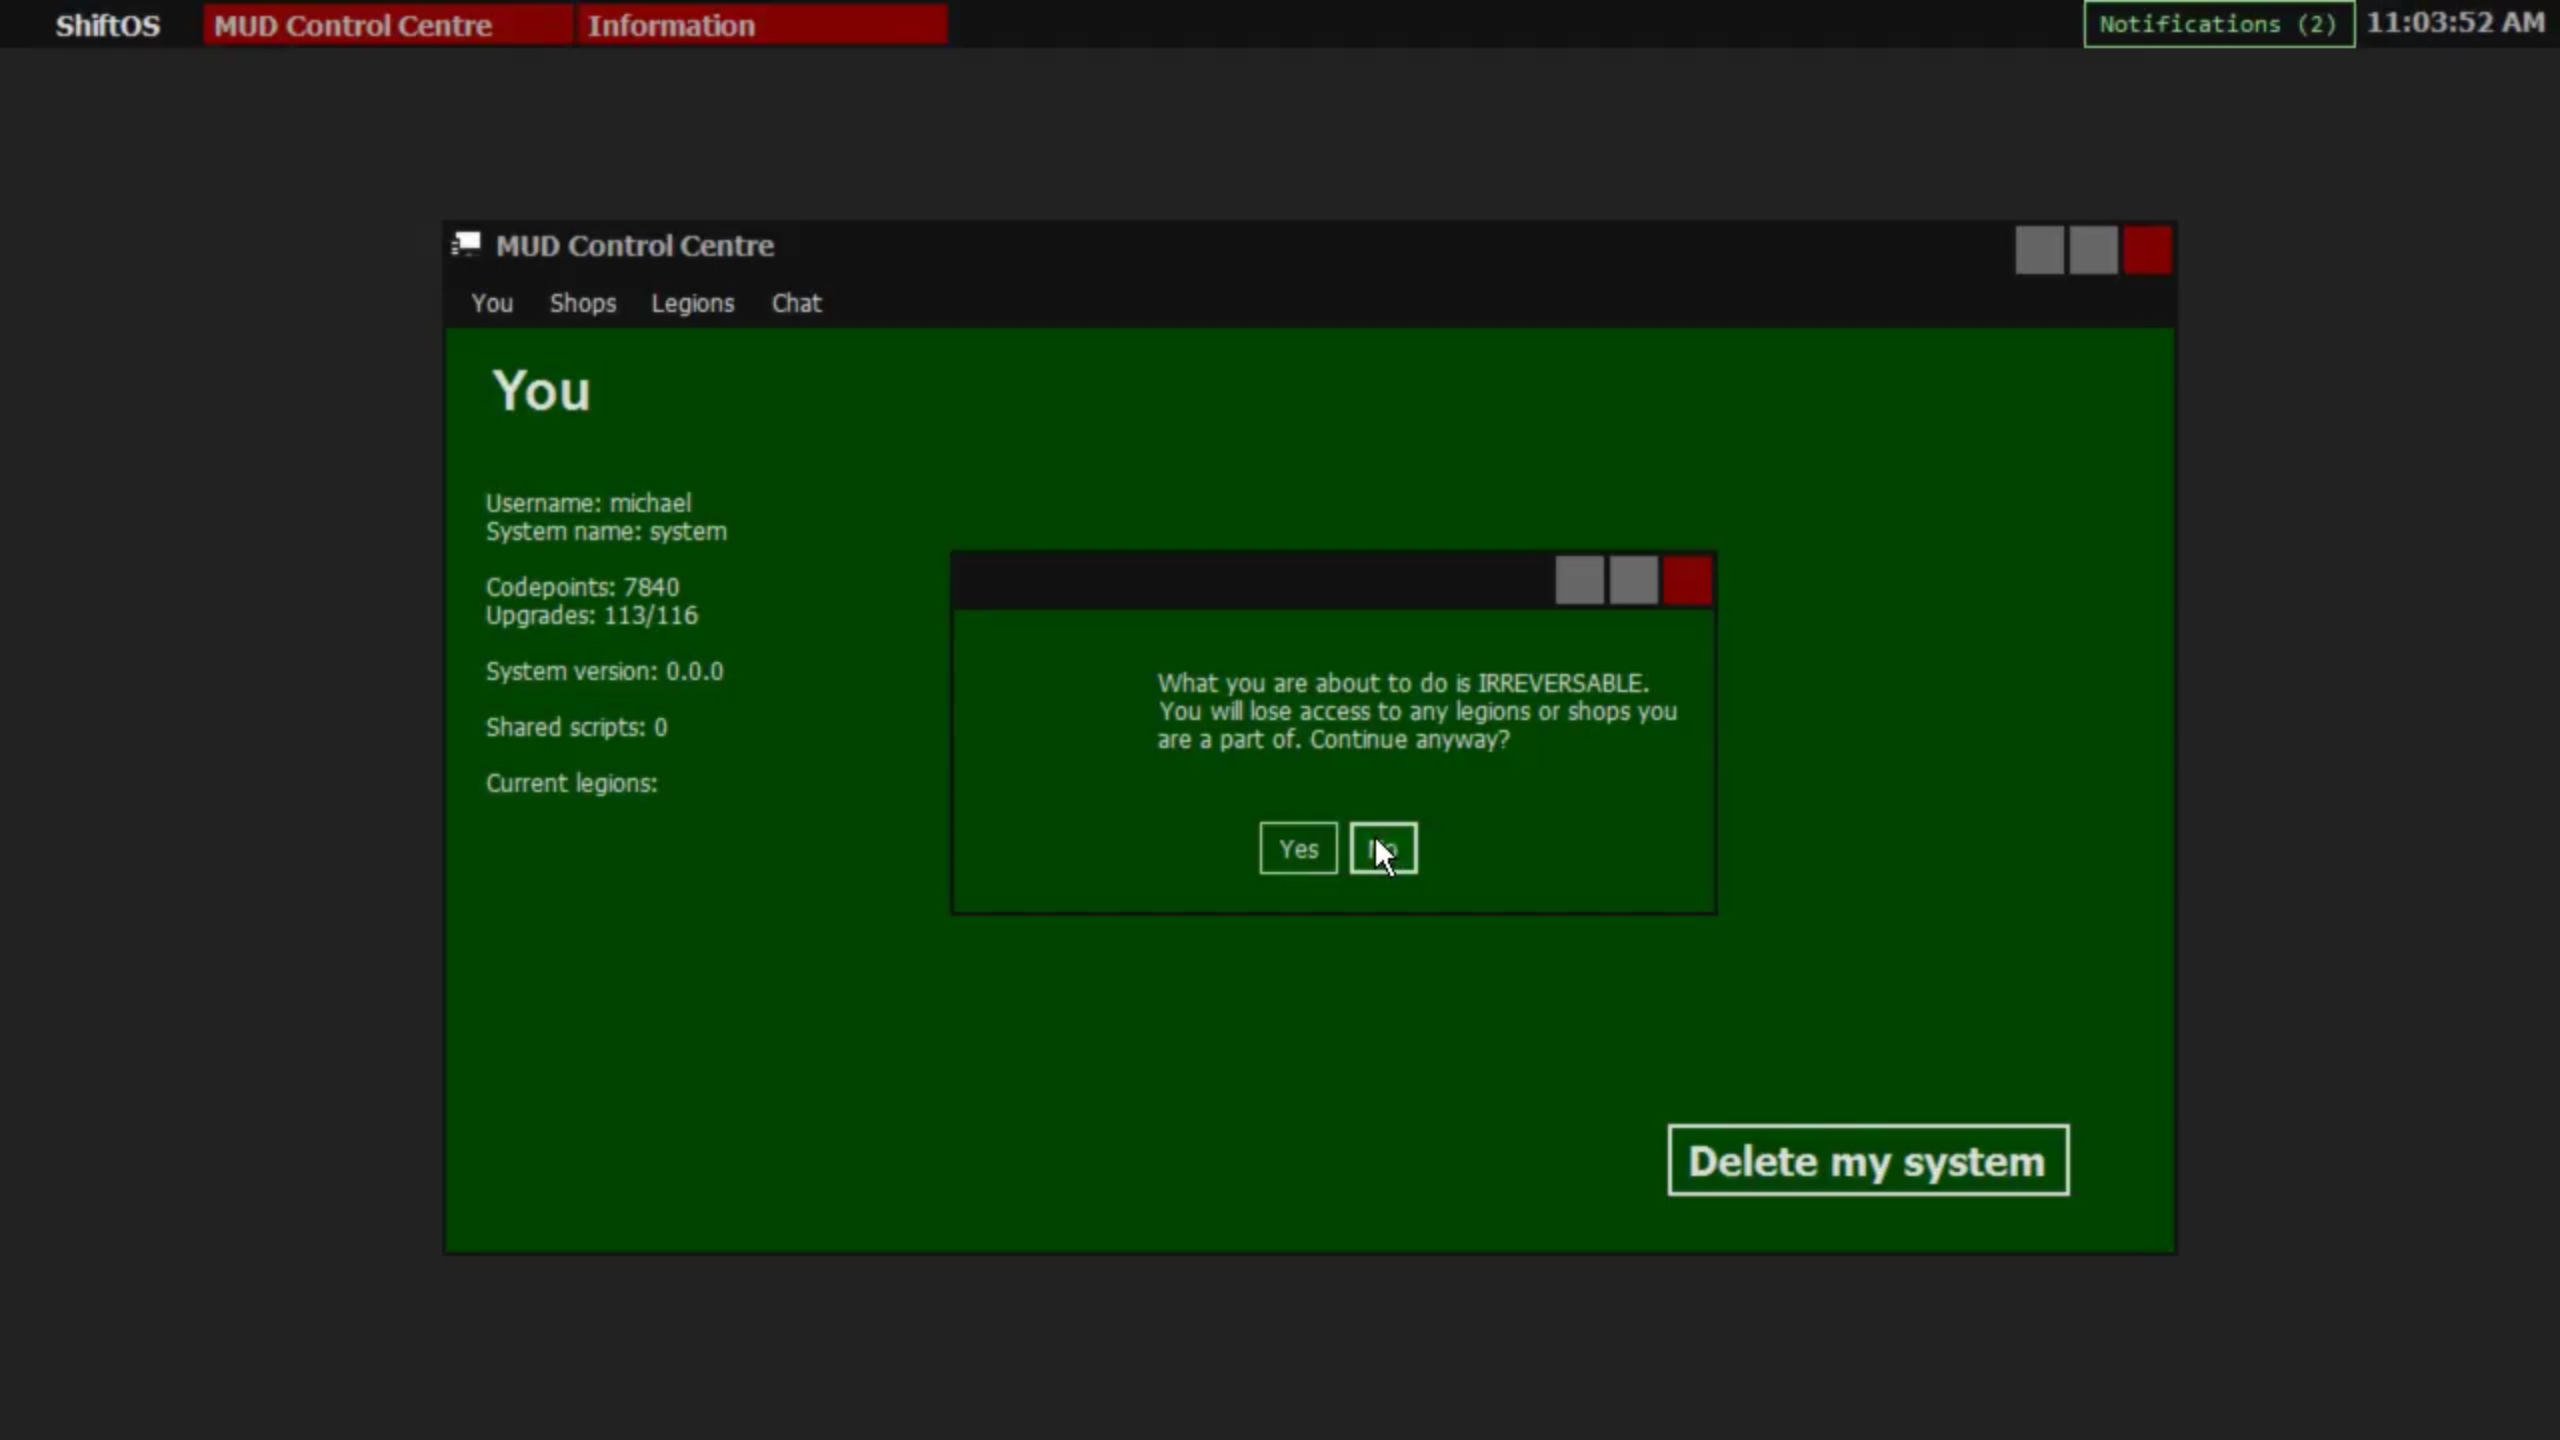 ShiftOS MUD Control Centre Information Notifications (2) 11:03:52 AM
MUD Control Centre
You Shops Legions Chat
You
Username: michael
System name: system
Codepoints: 7840
Upgrades: 113/116
System version: 0.0.0
Shared scripts: 0
Current legions:
What you are about to do is IRREVERSABLE.
You will lose access to any legions or shops you
are a part of. Continue anyway?
Yes
Delete my system